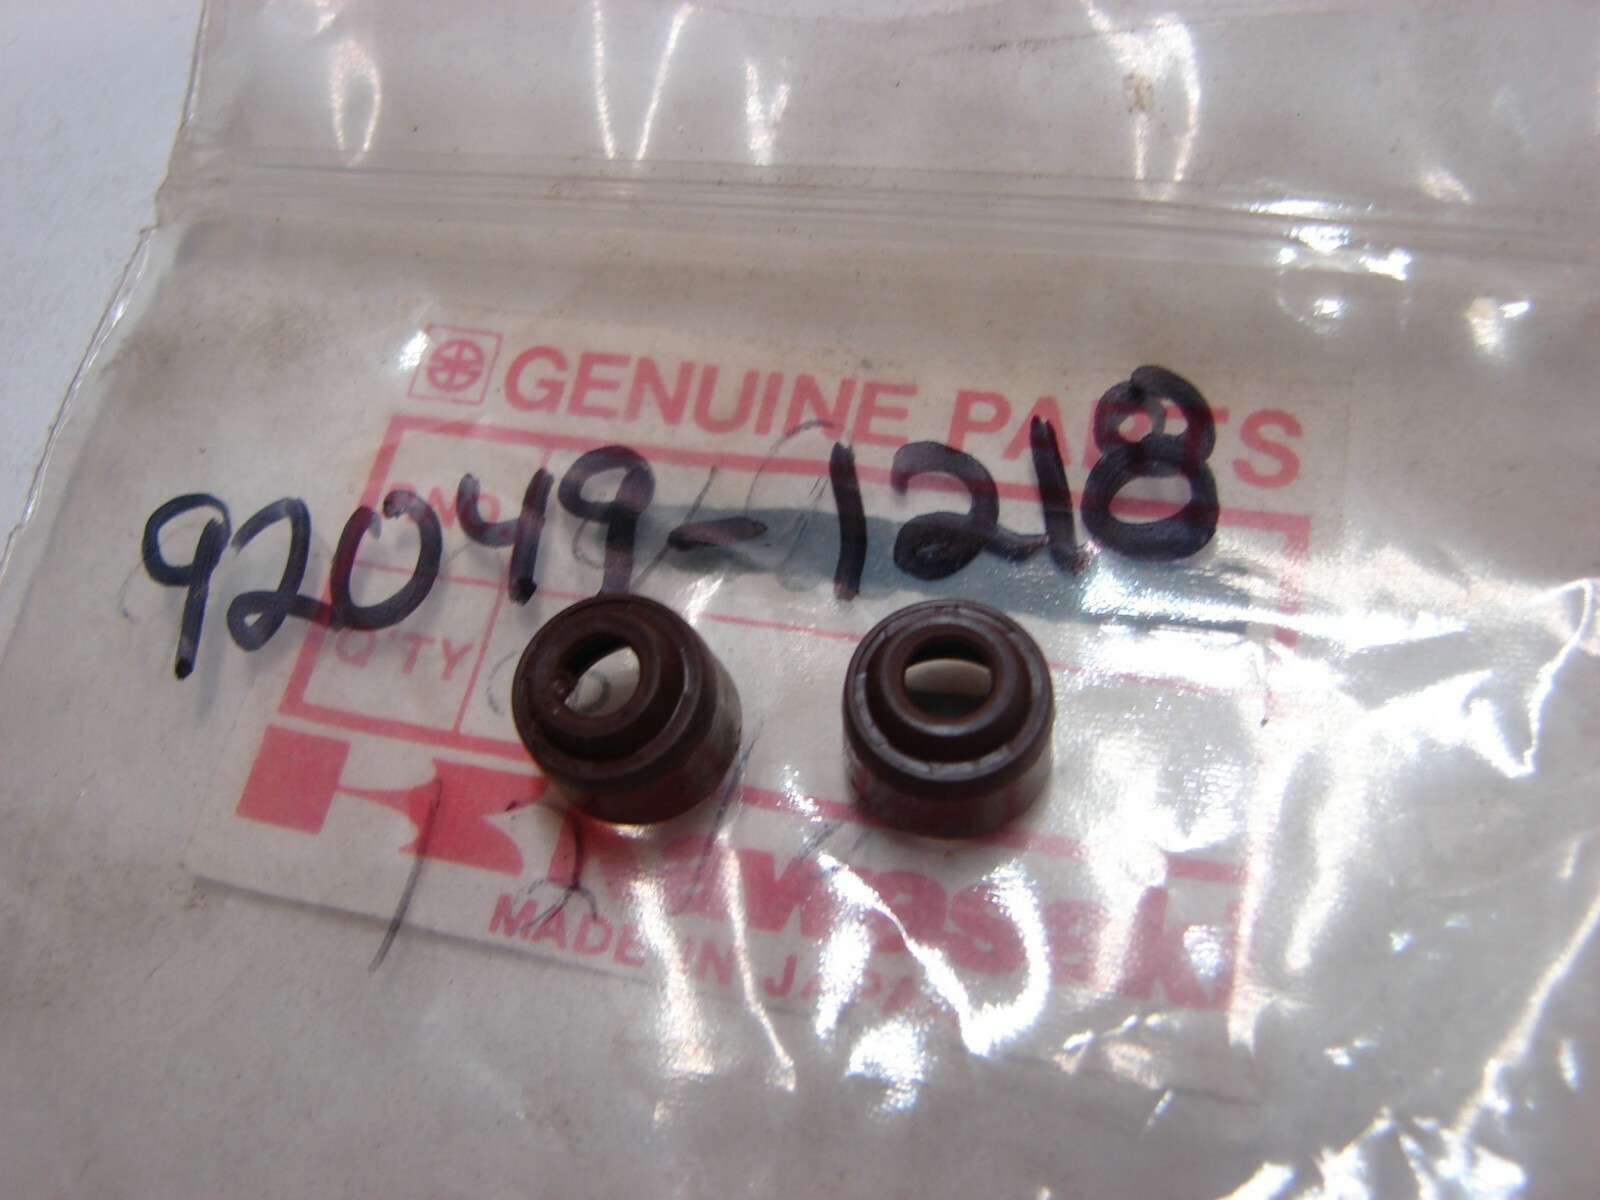 GENUINE PARTS
92049-1218
P/NO.
Q'TY
Kawasaki
MADE IN JAPAN